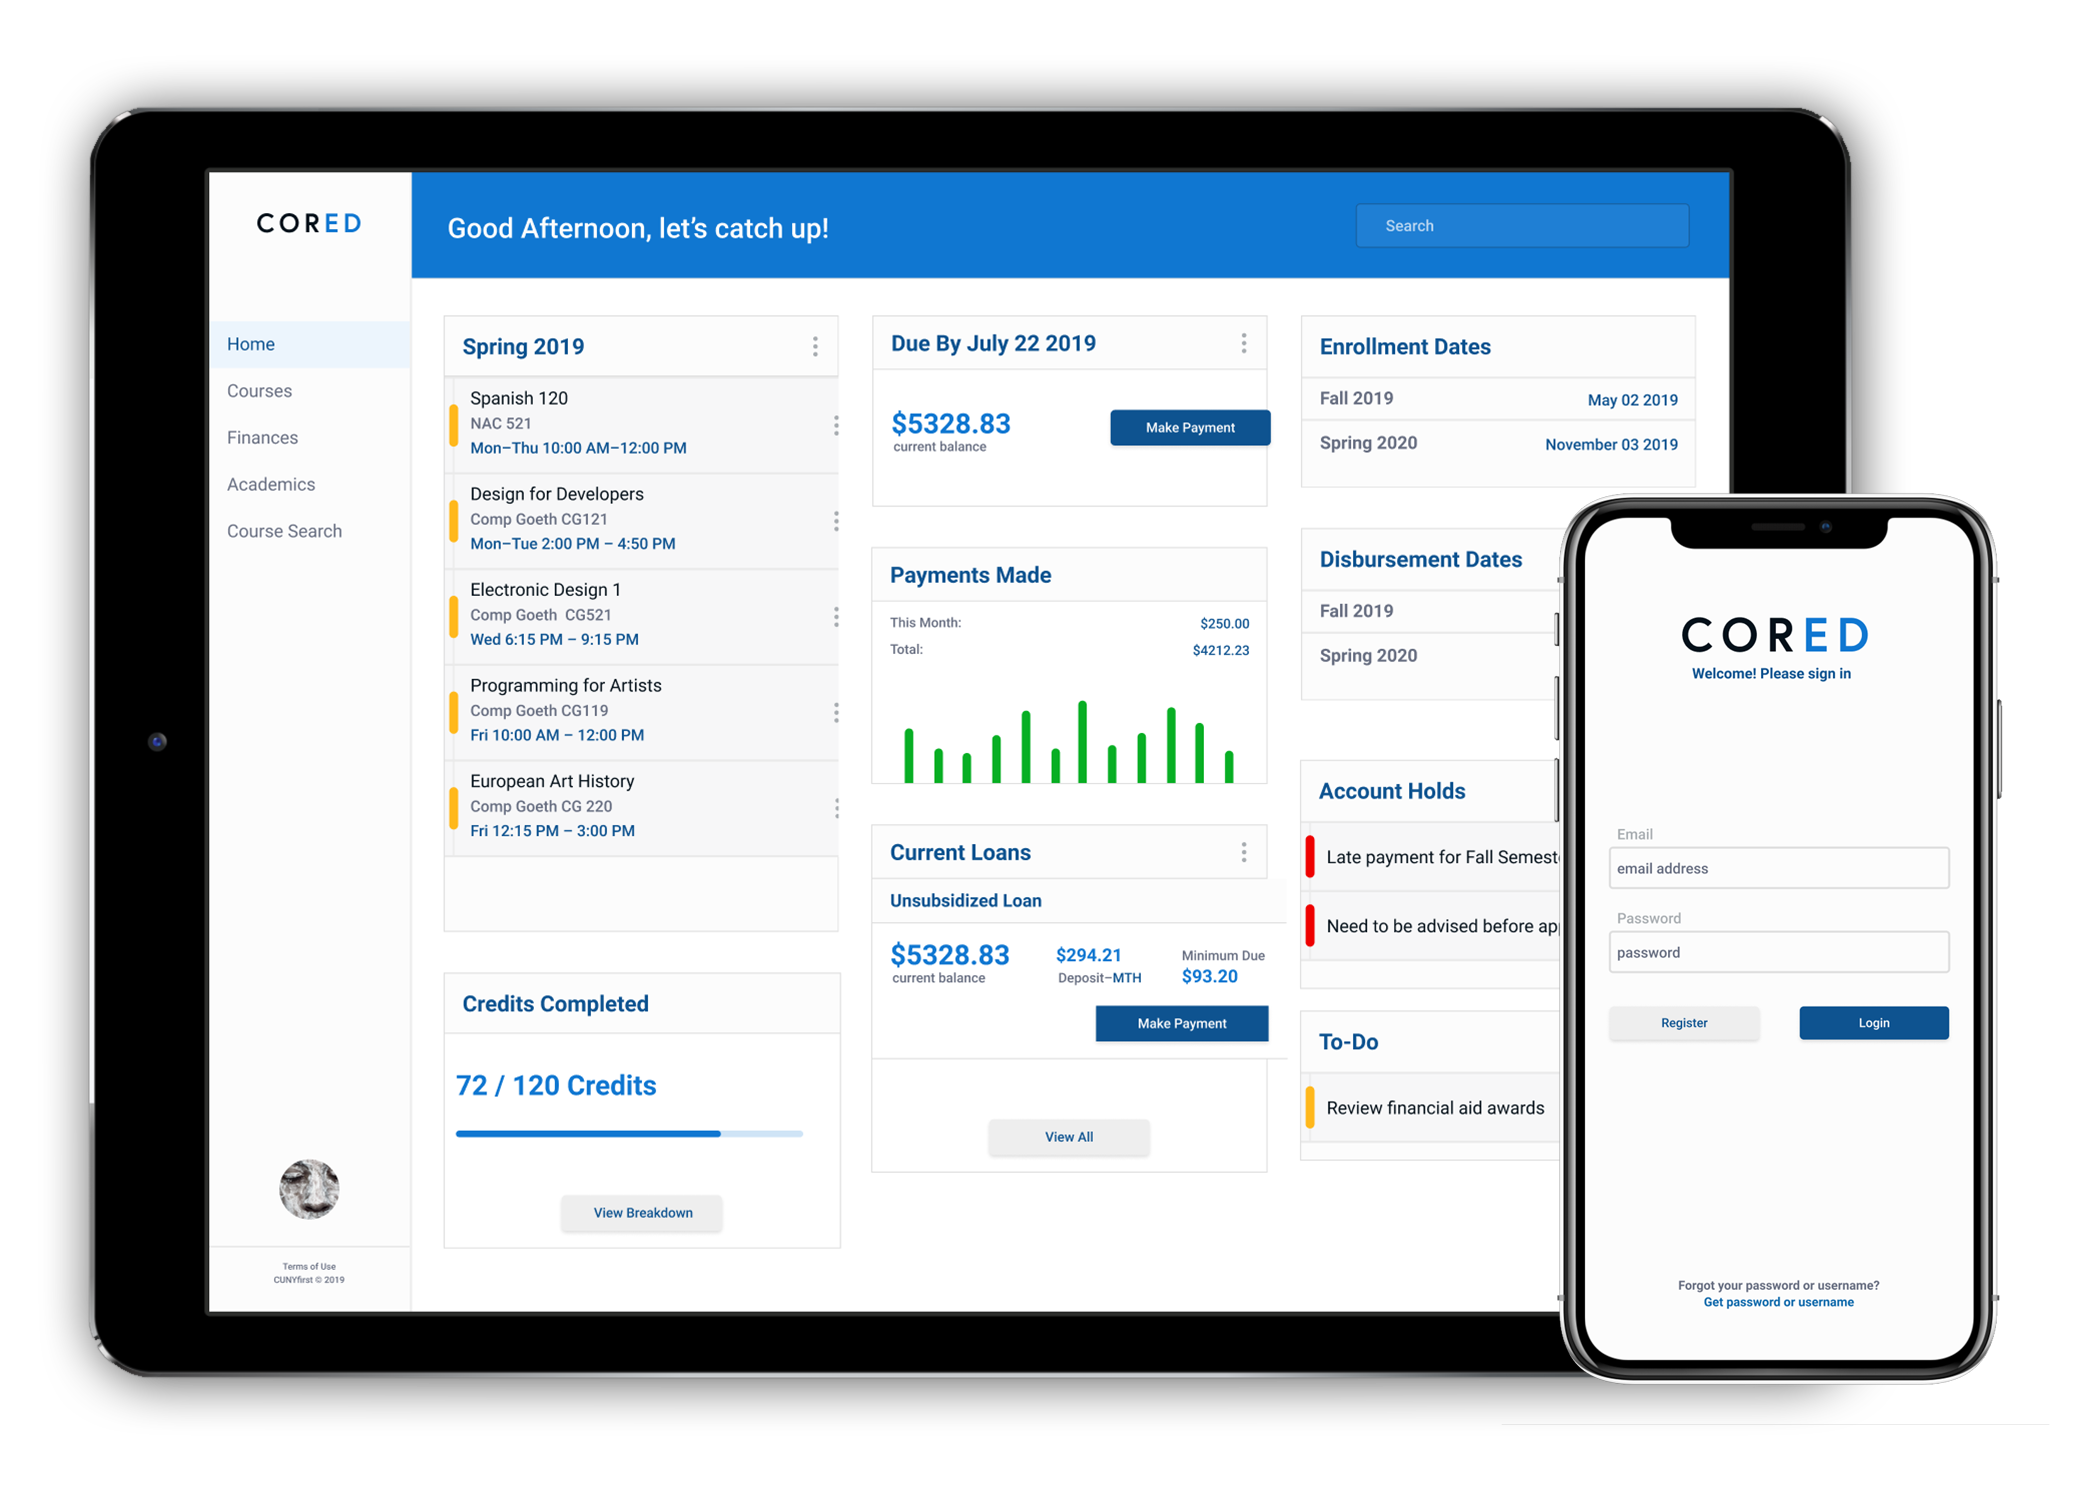 CORED
Good Afternoon, let's catch up!
Search
Home
Courses
Finances
Academics
Course Search
Terms of Use
CUNYfirst © 2019
Spring 2019
Spanish 120
NAC 521
Mon–Thu 10:00 AM–12:00 PM
Design for Developers
Comp Goeth CG121
Mon–Tue 2:00 PM – 4:50 PM
Electronic Design 1
Comp Goeth  CG521
Wed 6:15 PM – 9:15 PM
Programming for Artists
Comp Goeth CG119
Fri 10:00 AM – 12:00 PM
European Art History
Comp Goeth CG 220
Fri 12:15 PM – 3:00 PM
Credits Completed
72 / 120 Credits
View Breakdown
Due By July 22 2019
$5328.83
current balance
Make Payment
Payments Made
This Month: $250.00
Total: $4212.23
Current Loans
Unsubsidized Loan
$5328.83
current balance
$294.21
Deposit–MTH
Minimum Due
$93.20
Make Payment
View All
Enrollment Dates
Fall 2019 May 02 2019
Spring 2020 November 03 2019
Disbursement Dates
Fall 2019
Spring 2020
Account Holds
Late payment for Fall
Need to be advised before
To-Do
Review financial aid awards
CORED
Welcome! Please sign in
Email
email address
Password
password
Register
Login
Forgot your password or username?
Get password or username